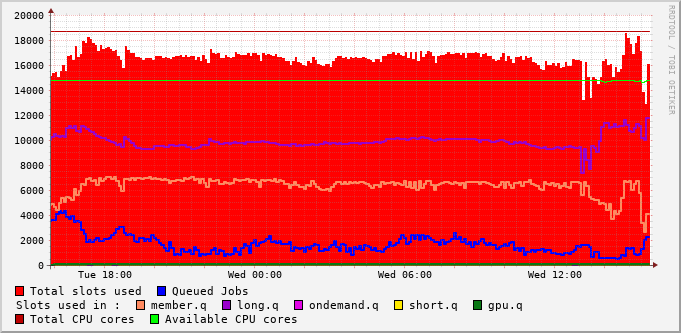 RRDTOOL / TOBI OETIKER
20000
18000
16000
14000
12000
10000
8000
6000
4000
2000
0
Tue 18:00 Wed 00:00 Wed 06:00 Wed 12:00
Total slots used Queued Jobs
Slots used in : member.q long.q ondemand.q short.q gpu.q
Total CPU cores Available CPU cores